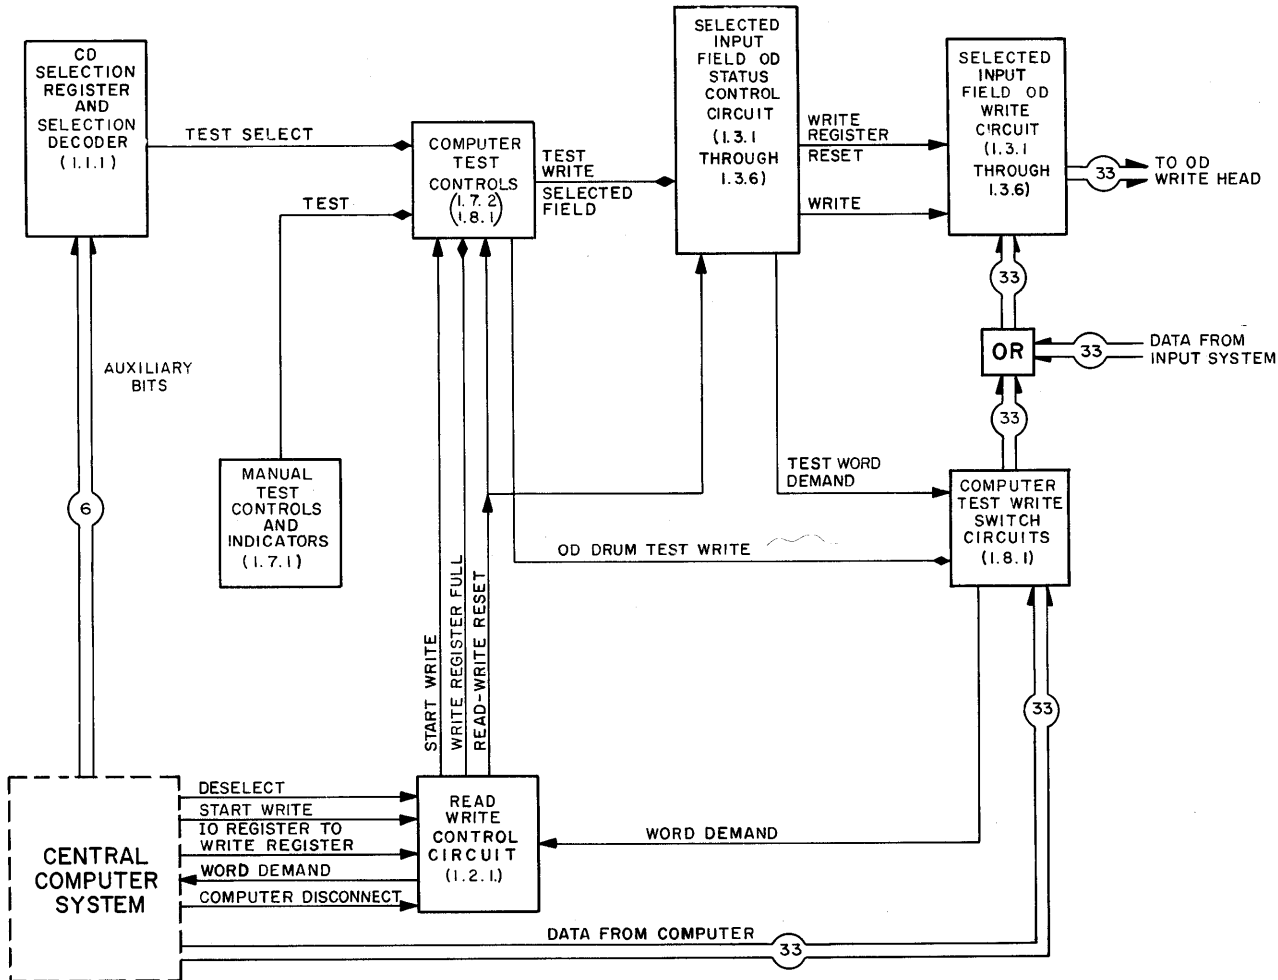 CD
SELECTION
REGISTER
AND
SELECTION
DECODER
(1.1.1)
TEST SELECT
TEST
COMPUTER
TEST
CONTROLS
(1.7.2
1.8.1)
TEST
WRITE
SELECTED
FIELD
SELECTED
INPUT
FIELD OD
STATUS
CONTROL
CIRCUIT
(1.3.1
THROUGH
1.3.6)
WRITE
REGISTER
RESET
WRITE
SELECTED
INPUT
FIELD OD
WRITE
CIRCUIT
(1.3.1
THROUGH
1.3.6)
33
TO OD
WRITE HEAD
33
OR
33
DATA FROM
INPUT SYSTEM
33
AUXILIARY
BITS
6
MANUAL
TEST
CONTROLS
AND
INDICATORS
(1.7.1)
TEST WORD
DEMAND
COMPUTER
TEST WRITE
SWITCH
CIRCUITS
(1.8.1)
OD DRUM TEST WRITE
START WRITE
WRITE REGISTER FULL
READ-WRITE RESET
33
CENTRAL
COMPUTER
SYSTEM
DESELECT
START WRITE
IO REGISTER TO
WRITE REGISTER
WORD DEMAND
COMPUTER DISCONNECT
READ
WRITE
CONTROL
CIRCUIT
(1.2.1.)
WORD DEMAND
DATA FROM COMPUTER
33